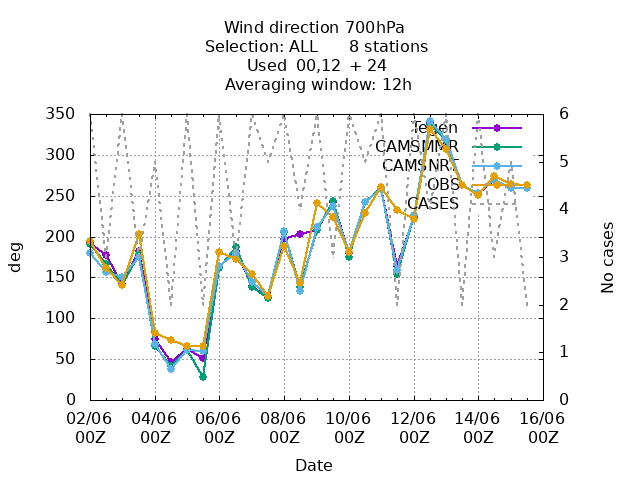 Wind direction 700hPa
Selection: ALL 8 stations
Used 00,12 + 24
Averaging window: 12h
350
300
250
200
150
100
50
0
deg
6
5
4
3
2
1
0
No cases
Tegen
CAMSMMR
CAMSNRT
OBS
CASES
02/06 04/06 06/06 08/06 10/06 12/06 14/06 16/06
00Z 00Z 00Z 00Z 00Z 00Z 00Z 00Z
Date